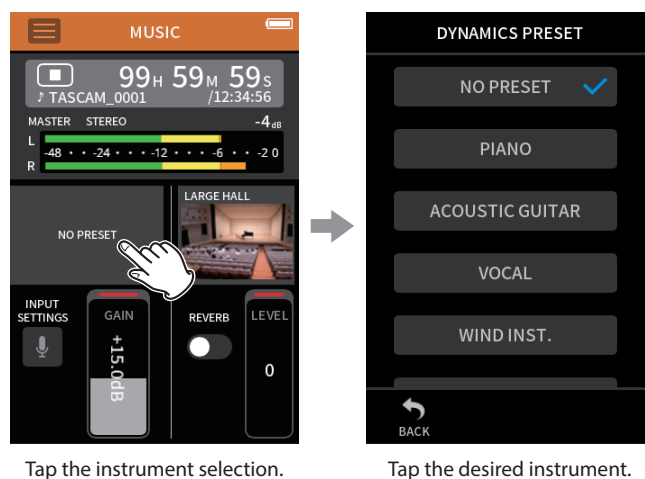 MUSIC
99H 59M 59S
♪ TASCAM_0001 /12:34:56
MASTER STEREO -4dB
L
-48 · · -24 · · · -12 · · · -6 · · -2 0
R
NO PRESET
LARGE HALL
INPUT
SETTINGS
GAIN
+15.0dB
REVERB
LEVEL
0
Tap the instrument selection.
DYNAMICS PRESET
NO PRESET
PIANO
ACOUSTIC GUITAR
VOCAL
WIND INST.
BACK
Tap the desired instrument.